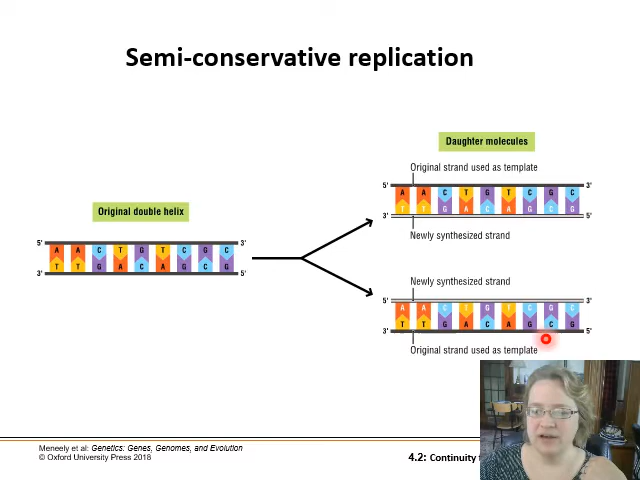 Semi-conservative replication
Daughter molecules
Original strand used as template
5' 3'
A A C T G T C G C
T T G A C A G C G
3' 5'
Newly synthesized strand
Original double helix
5' 3'
A A C T G T C G C
T T G A C A G C G
3' 5'
Newly synthesized strand
5' 3'
A A C T G T C G C
T T G A C A G C G
3' 5'
Original strand used as template
Meneely et al: Genetics: Genes, Genomes, and Evolution
© Oxford University Press 2018
4.2: Continuity